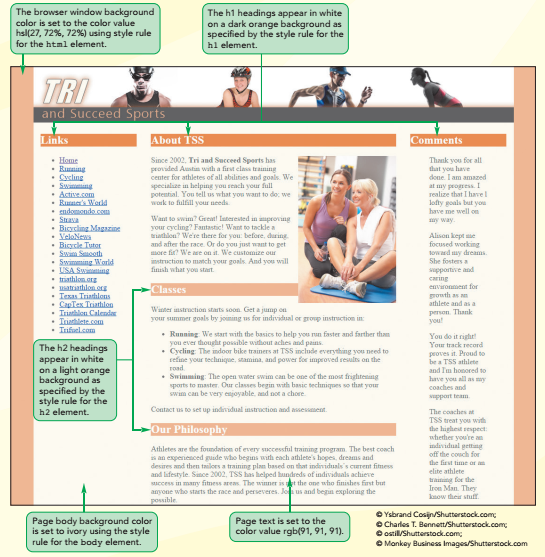 The browser window background
color is set to the color value
hsl(27, 72%, 72%) using style rule
for the html element.
The h1 headings appear in white
on a dark orange background as
specified by the style rule for the
h1 element.
TRI
and Succeed Sports
Links
Home
Running
Cycling
Swimming
Active.com
Runner's World
endomondo.com
Strava
Bicycling Magazine
VeloNews
Bicycle Tutor
Swim Smooth
Swimming World
USA Swimming
triathlon.org
usatriathlon.org
Texas Triathlons
CapTex Triathlon
Triathlon Calendar
Triathlete.com
Trifuel.com
The h2 headings
appear in white
on a light orange
background as
specified by the
style rule for the
h2 element.
About TSS
Since 2002, Tri and Succeed Sports has
provided Austin with a first class training
center for athletes of all abilities and goals. We
specialize in helping you reach your full
potential. You tell us what you want to do; we
work to fulfill your needs.
Want to swim? Great! Interested in improving
your cycling? Fantastic! Want to tackle a
triathlon? We're there for you: before, during,
and after the race. Or do you just want to get
more fit? We are on it. We customize our
instruction to match your goals. And you will
finish what you start.
Classes
Winter instruction starts soon. Get a jump on
your summer goals by joining us for individual or group instruction in:
Running: We start with the basics to help you run faster and farther than
you ever thought possible without aches and pains.
Cycling: The indoor bike trainers at TSS include everything you need to
refine your technique, stamina, and power for improved results on the
road.
Swimming: The open water swim can be one of the most frightening
sports to master. Our classes begin with basic techniques so that your
swim can be very enjoyable, and not a chore.
Contact us to set up individual instruction and assessment.
Our Philosophy
Athletes are the foundation of every successful training program. The best coach
is an experienced guide who begins with each athlete's hopes, dreams and
desires and then tailors a training plan based on that individual's current fitness
and lifestyle. Since 2002, TSS has helped hundreds of individuals achieve
success in many fitness areas. The winner is not the one who finishes first but
anyone who starts the race and perseveres. Join us and begin exploring the
possible.
Comments
Thank you for all
that you have
done. I am amazed
at my progress. I
realize that I have I
lofty goals but you
have me well on
my way.
Alison kept me
focused working
toward my dreams.
She fosters a
supportive and
caring
environment for
growth as an
athlete and as a
person. Thank
you!
You do it right!
Your track record
proves it. Proud to
be a TSS athlete
and I'm honored to
have you all as my
coaches and
support team.
The coaches at
TSS treat you with
the highest respect:
whether you're an
individual getting
off the couch for
the first time or an
elite athlete
training for the
Iron Man. They
know their stuff.
Page body background color
is set to ivory using the style
rule for the body element.
Page text is set to the
color value rgb(91, 91, 91).
© Ysbrand Cosijn/Shutterstock.com;
© Charles T. Bennett/Shutterstock.com;
© ostill/Shutterstock.com;
© Monkey Business Images/Shutterstock.com